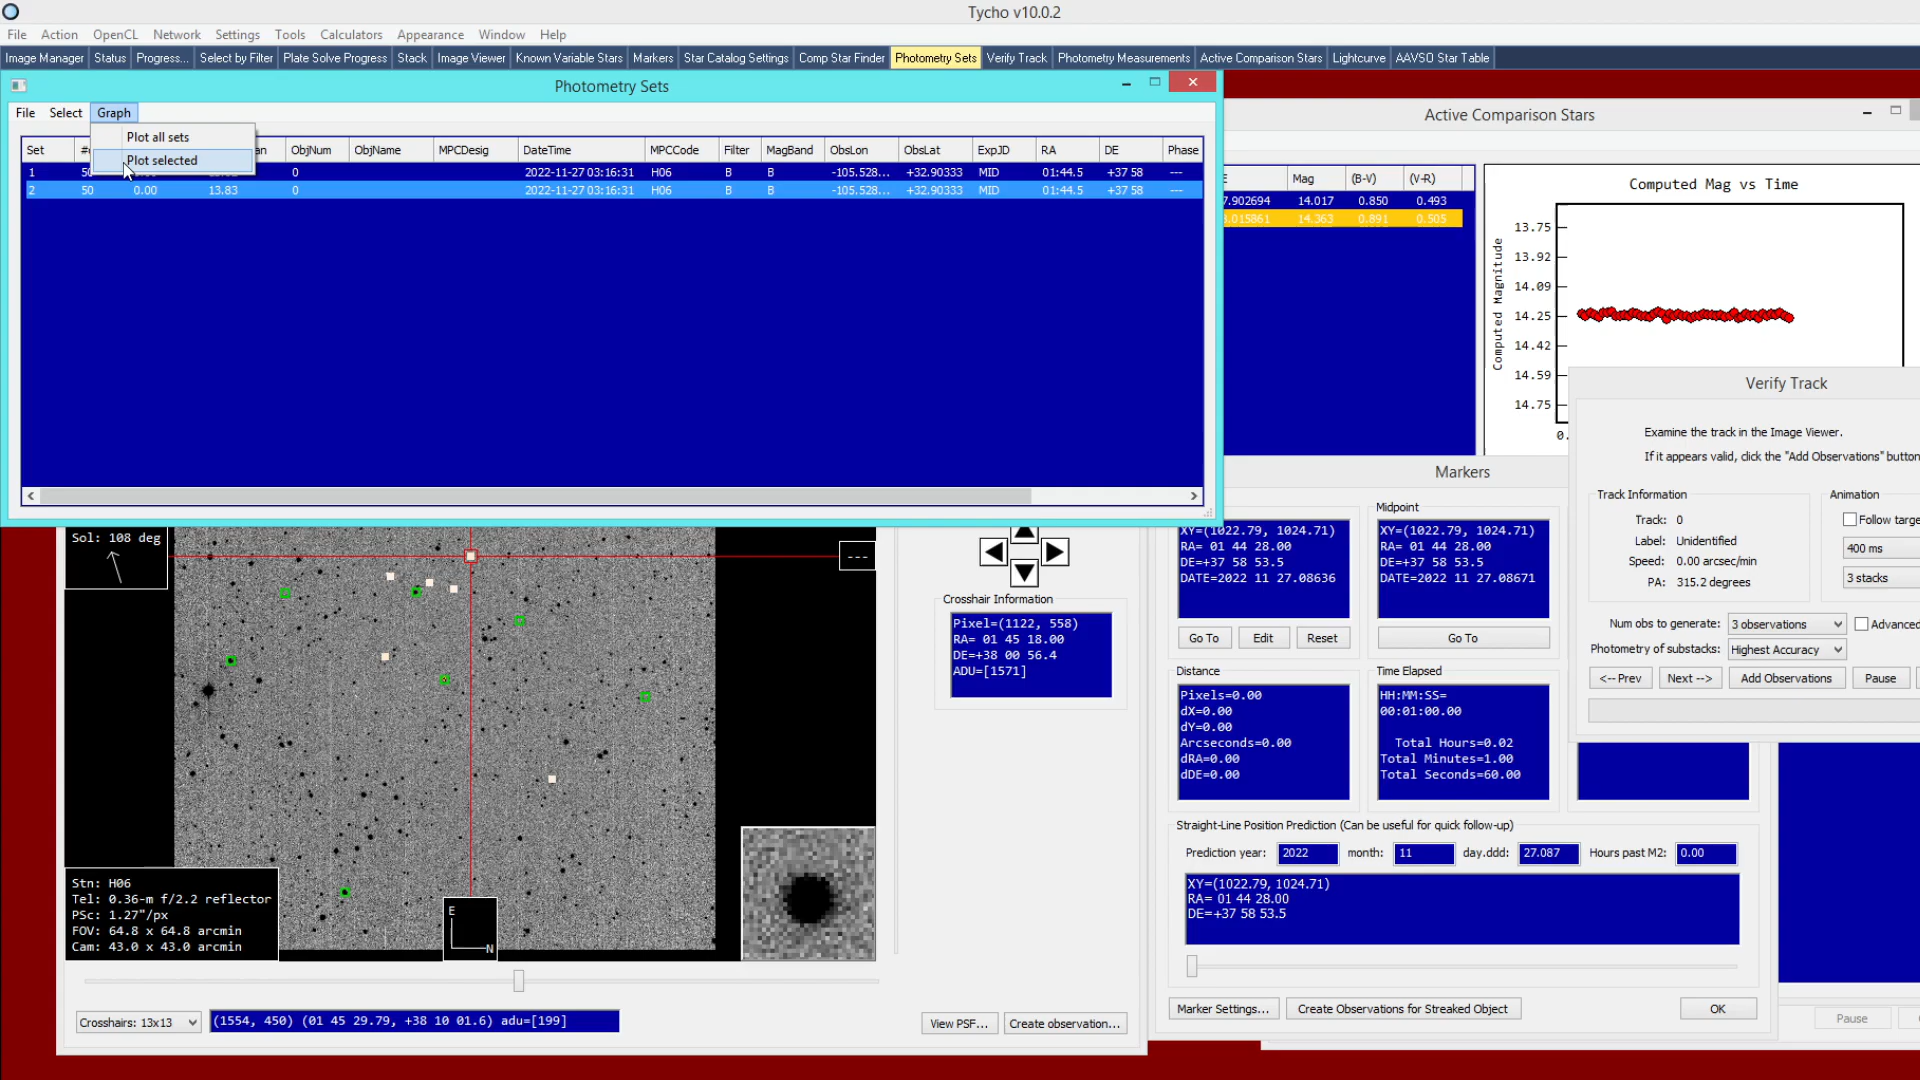 Tycho v10.0.2
File Action OpenCL Network Settings Tools Calculators Appearance Window Help
Image Manager Status Progress... Select by Filter Plate Solve Progress Stack Image Viewer Known Variable Stars Markers Star Catalog Settings Comp Star Finder Photometry Sets Verify Track Photometry Measurements Active Comparison Stars Lightcurve AAVSO Star Table
Photometry Sets
File Select Graph
Plot all sets
Plot selected
Set ObjNum ObjName MPCDesig DateTime MPCCode Filter MagBand ObsLon ObsLat ExpJD RA DE Phase
1 50 0 2022-11-27 03:16:31 H06 B B -105.528... +32.90333 MID 01:44.5 +37 58 ---
2 50 0.00 13.83 0 2022-11-27 03:16:31 H06 B B -105.528... +32.90333 MID 01:44.5 +37 58 ---
Active Comparison Stars
Mag (B-V) (V-R)
7.902694 14.017 0.850 0.493
8.015861 14.363 0.891 0.505
Computed Mag vs Time
Computed Magnitude
13.75
13.92
14.09
14.25
14.42
14.59
14.75
0.
Verify Track
Examine the track in the Image Viewer.
If it appears valid, click the "Add Observations" button
Track Information
Track: 0
Label: Unidentified
Speed: 0.00 arcsec/min
PA: 315.2 degrees
Animation
Follow targe
400 ms
3 stacks
Num obs to generate: 3 observations Advanced
Photometry of substacks: Highest Accuracy
<-- Prev Next --> Add Observations Pause
Sol: 108 deg
---
Stn: H06
Tel: 0.36-m f/2.2 reflector
PSc: 1.27"/px
FOV: 64.8 x 64.8 arcmin
Cam: 43.0 x 43.0 arcmin
E
N
Crosshairs: 13x13 (1554, 450) (01 45 29.79, +38 10 01.6) adu=[199]
View PSF... Create observation...
Crosshair Information
Pixel=(1122, 558)
RA= 01 45 18.00
DE=+38 00 56.4
ADU=[1571]
Markers
XY=(1022.79, 1024.71)
RA= 01 44 28.00
DE=+37 58 53.5
DATE=2022 11 27.08636
Go To Edit Reset
Midpoint
XY=(1022.79, 1024.71)
RA= 01 44 28.00
DE=+37 58 53.5
DATE=2022 11 27.08671
Go To
Distance
Pixels=0.00
dX=0.00
dY=0.00
Arcseconds=0.00
dRA=0.00
dDE=0.00
Time Elapsed
HH:MM:SS=
00:01:00.00
Total Hours=0.02
Total Minutes=1.00
Total Seconds=60.00
Straight-Line Position Prediction (Can be useful for quick follow-up)
Prediction year: 2022 month: 11 day.ddd: 27.087 Hours past M2: 0.00
XY=(1022.79, 1024.71)
RA= 01 44 28.00
DE=+37 58 53.5
Marker Settings... Create Observations for Streaked Object OK
Pause